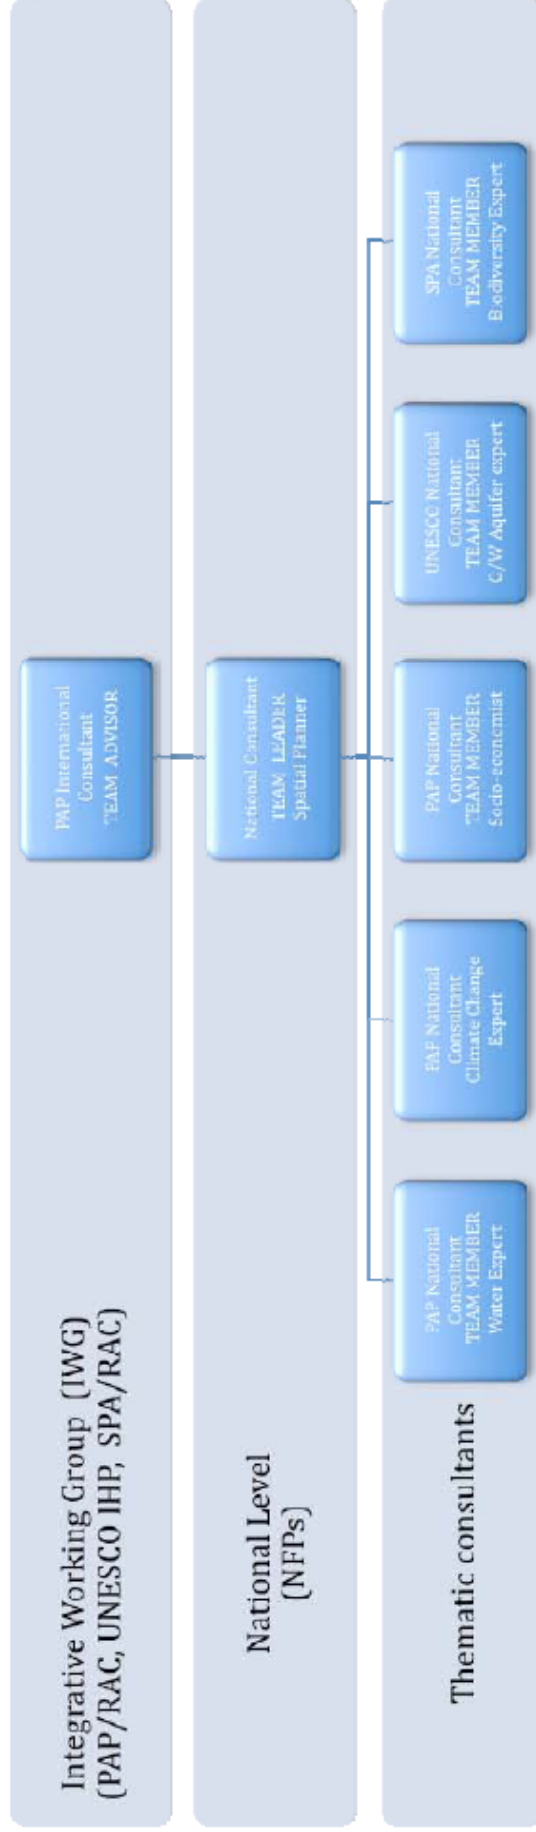 Integrative Working Group (IWG)
(PAP/RAC, UNESCO IHP, SPA/RAC)
PAP International
Consultant
TEAM ADVISOR
National Level
(NFPs)
National Consultant
TEAM LEADER
Spatial Planner
Thematic consultants
PAP National
Consultant
TEAM MEMBER
Water Expert
PAP National
Consultant
Climate Change
Expert
PAP National
Consultant
TEAM MEMBER
Socio-economist
UNESCO National
Consultant
TEAM MEMBER
C/W Aquifer expert
SPA National
Consultant
TEAM MEMBER
Biodiversity Expert